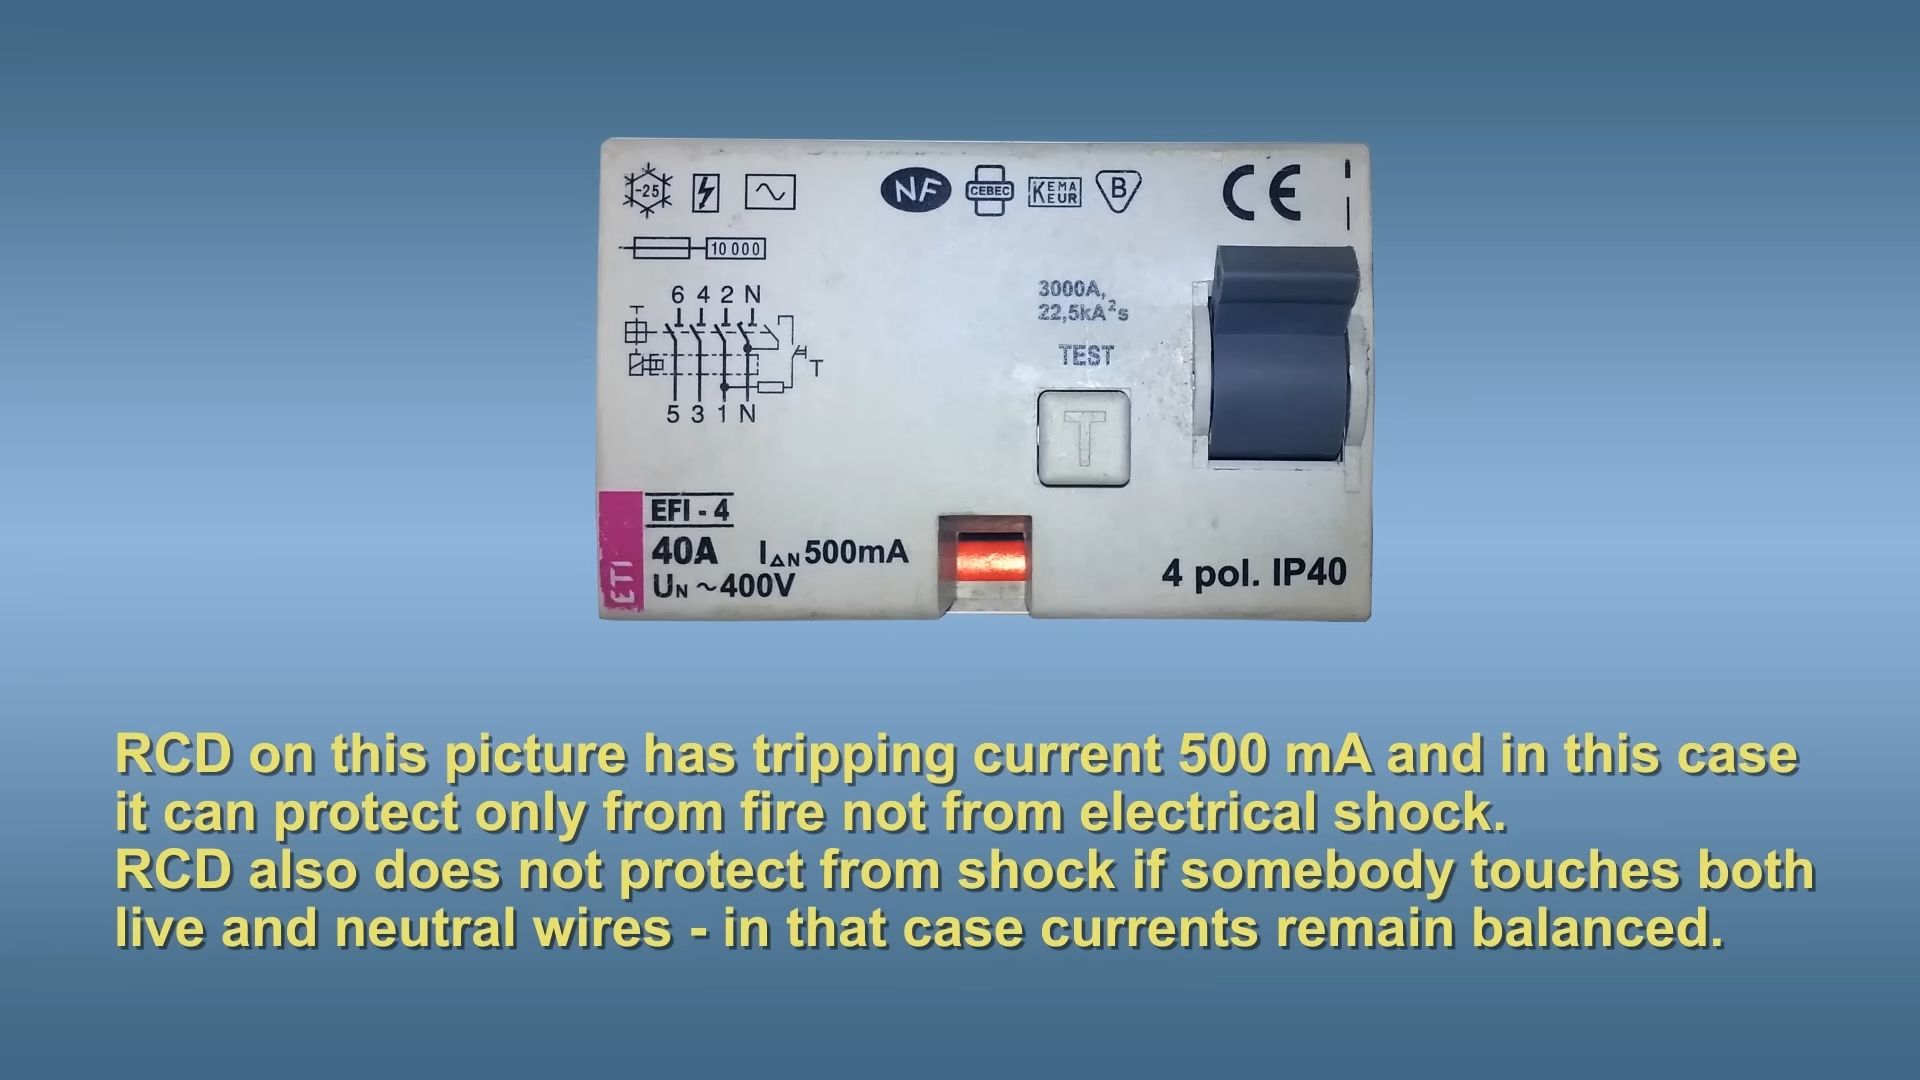 -25
NF CEBEC KEMA EUR B CE
10 000
6 4 2 N
T
5 3 1 N
3000A,
22,5kA²s
TEST
T
ETI
EFI - 4
40A I△N 500mA
UN ~400V
4 pol. IP40
RCD on this picture has tripping current 500 mA and in this case
it can protect only from fire not from electrical shock.
RCD also does not protect from shock if somebody touches both
live and neutral wires - in that case currents remain balanced.